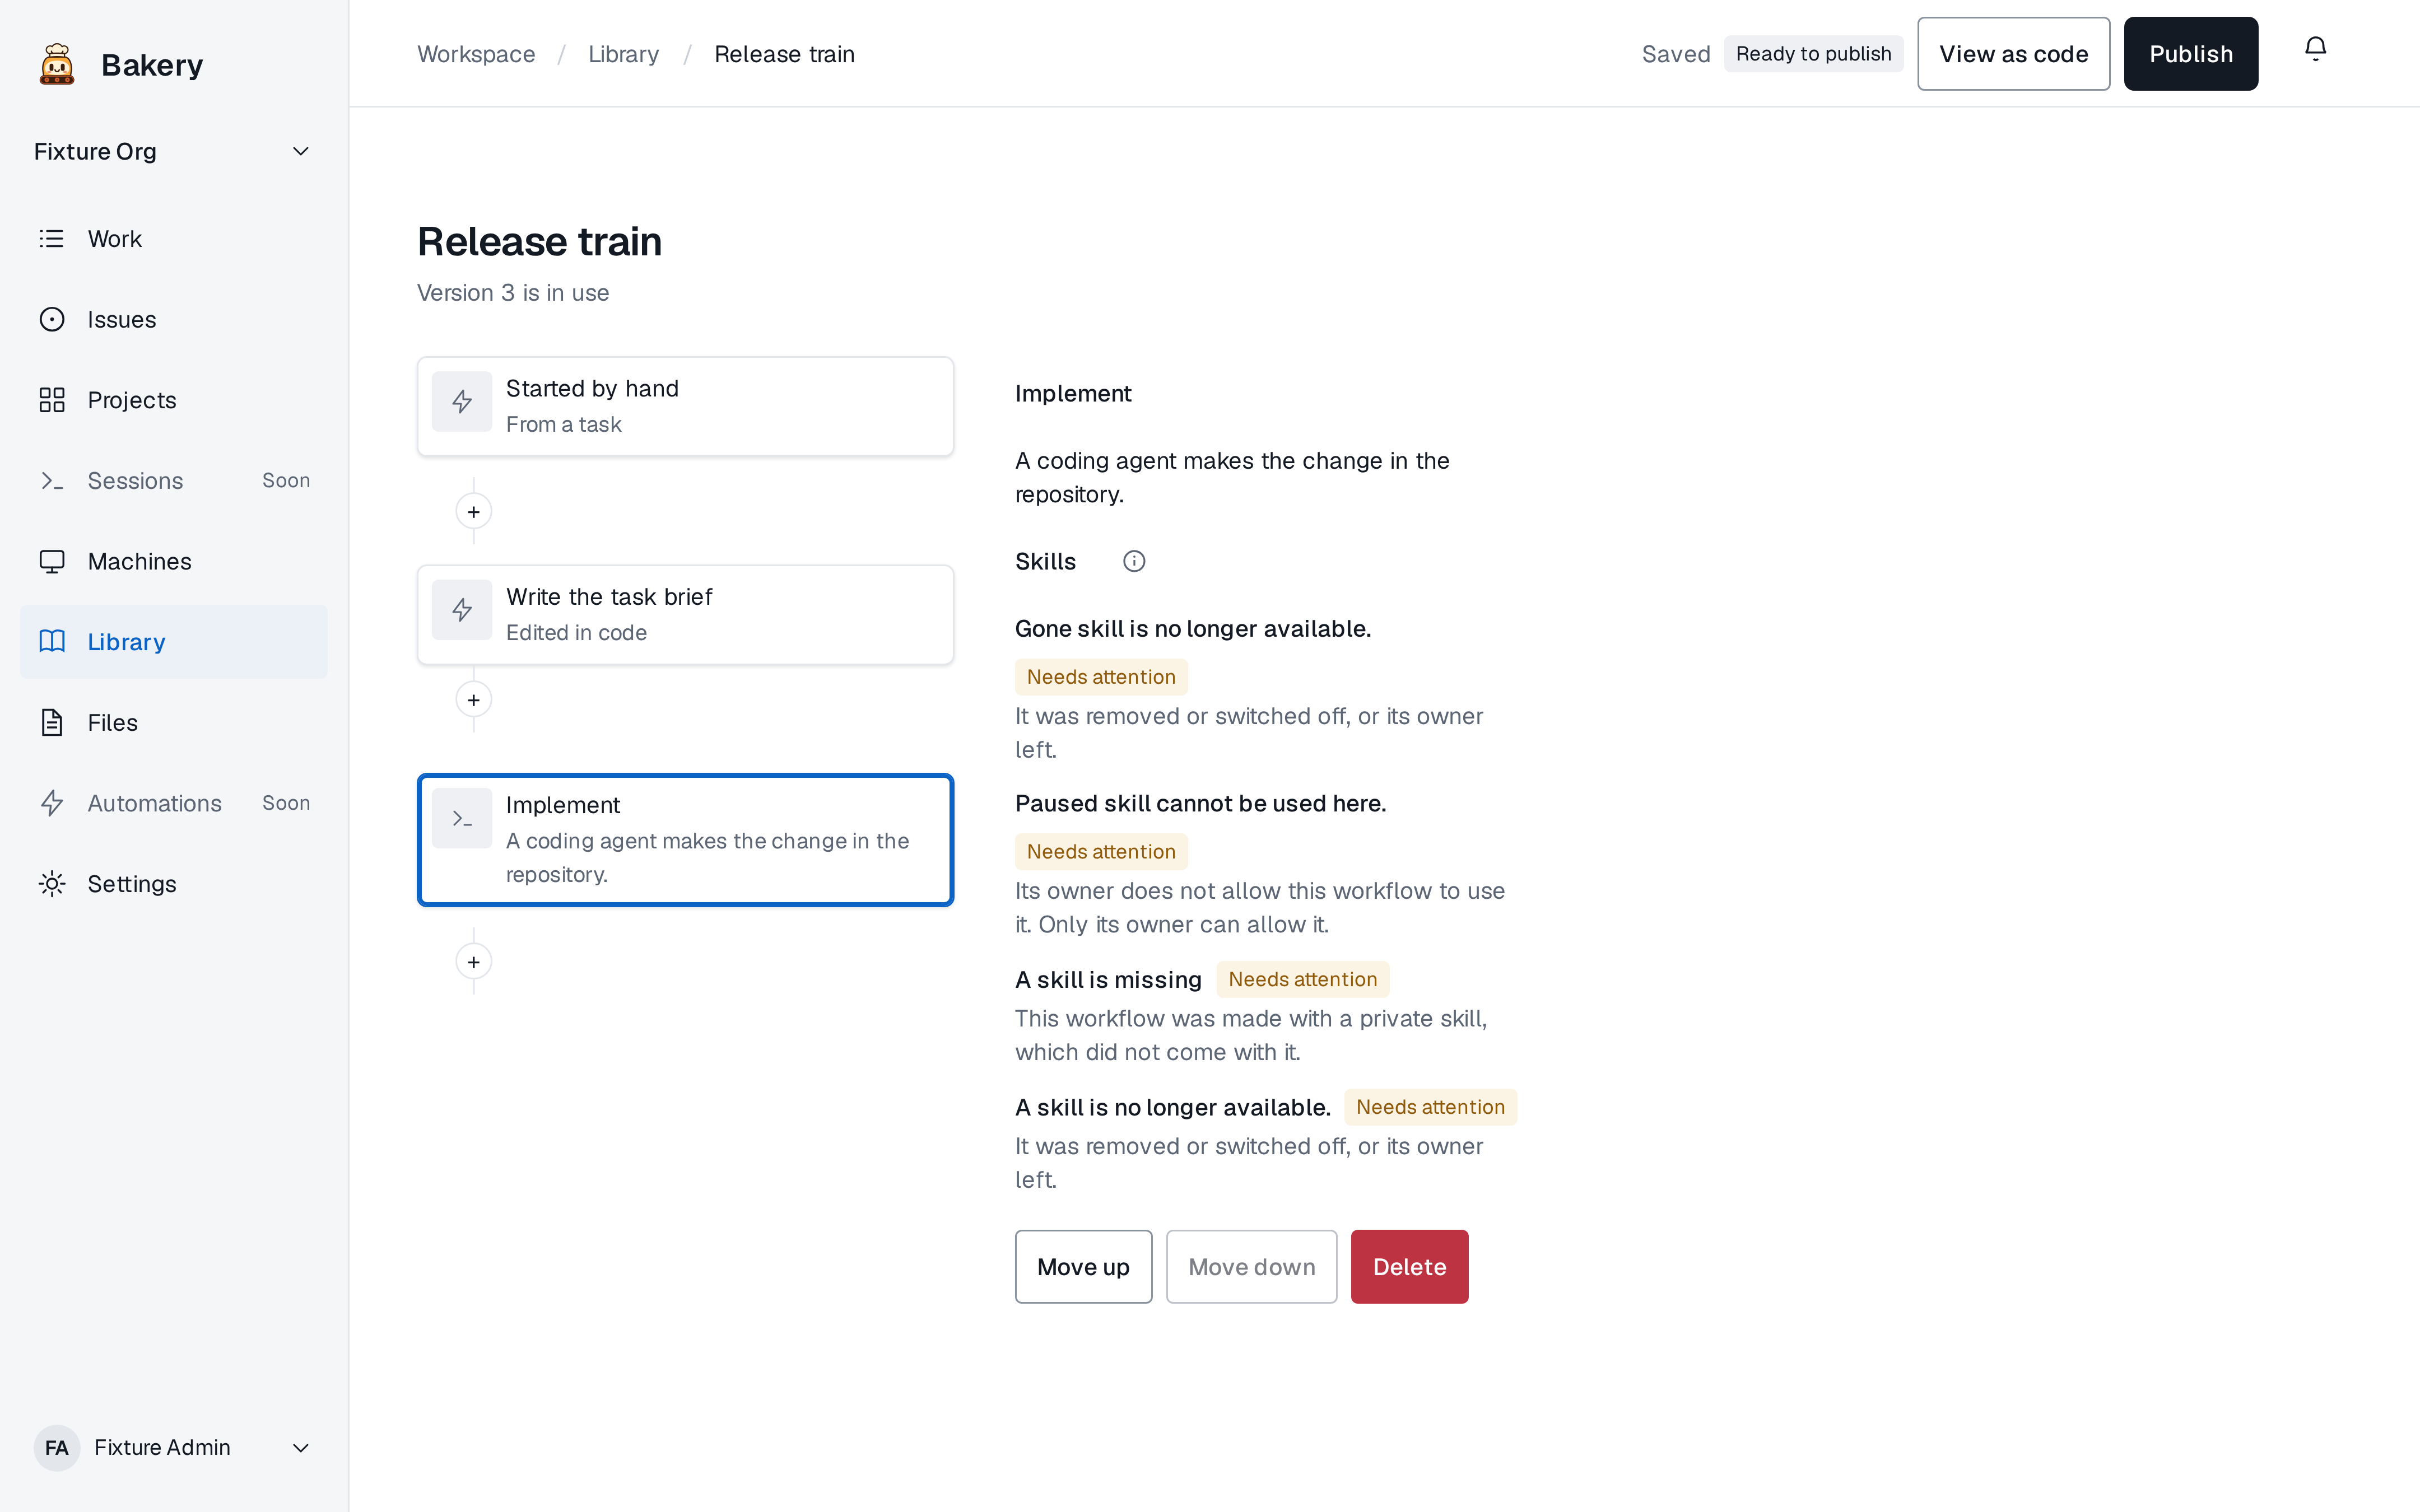 Bakery
Fixture Org
Work
Issues
Projects
Sessions Soon
Machines
Library
Files
Automations Soon
Settings
FA Fixture Admin
Workspace / Library / Release train
Saved Ready to publish View as code Publish
Release train
Version 3 is in use
Started by hand
From a task
+
Write the task brief
Edited in code
+
Implement
A coding agent makes the change in the
repository.
+
Implement
A coding agent makes the change in the
repository.
Skills
Gone skill is no longer available.
Needs attention
It was removed or switched off, or its owner
left.
Paused skill cannot be used here.
Needs attention
Its owner does not allow this workflow to use
it. Only its owner can allow it.
A skill is missing Needs attention
This workflow was made with a private skill,
which did not come with it.
A skill is no longer available. Needs attention
It was removed or switched off, or its owner
left.
Move up Move down Delete